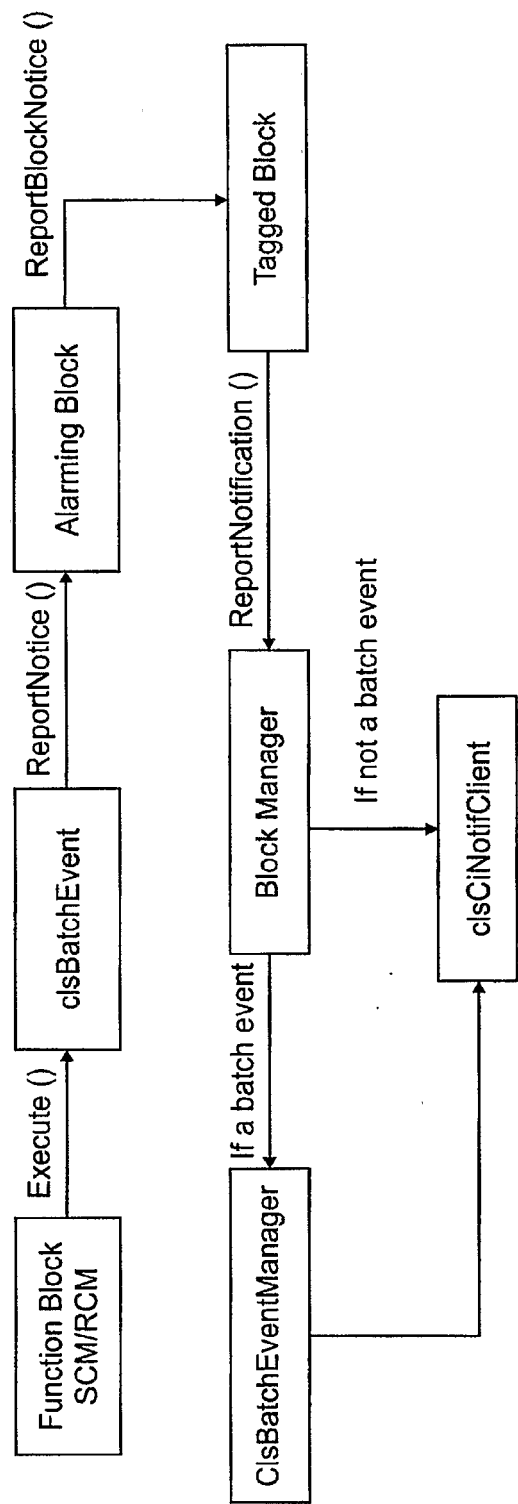 Function Block
SCM/RCM
Execute ()
clsBatchEvent
ReportNotice ()
Alarming Block
ReportBlockNotice ()
Tagged Block
ReportNotification ()
Block Manager
If a batch event
If not a batch event
ClsBatchEventManager
clsCiNotifClient